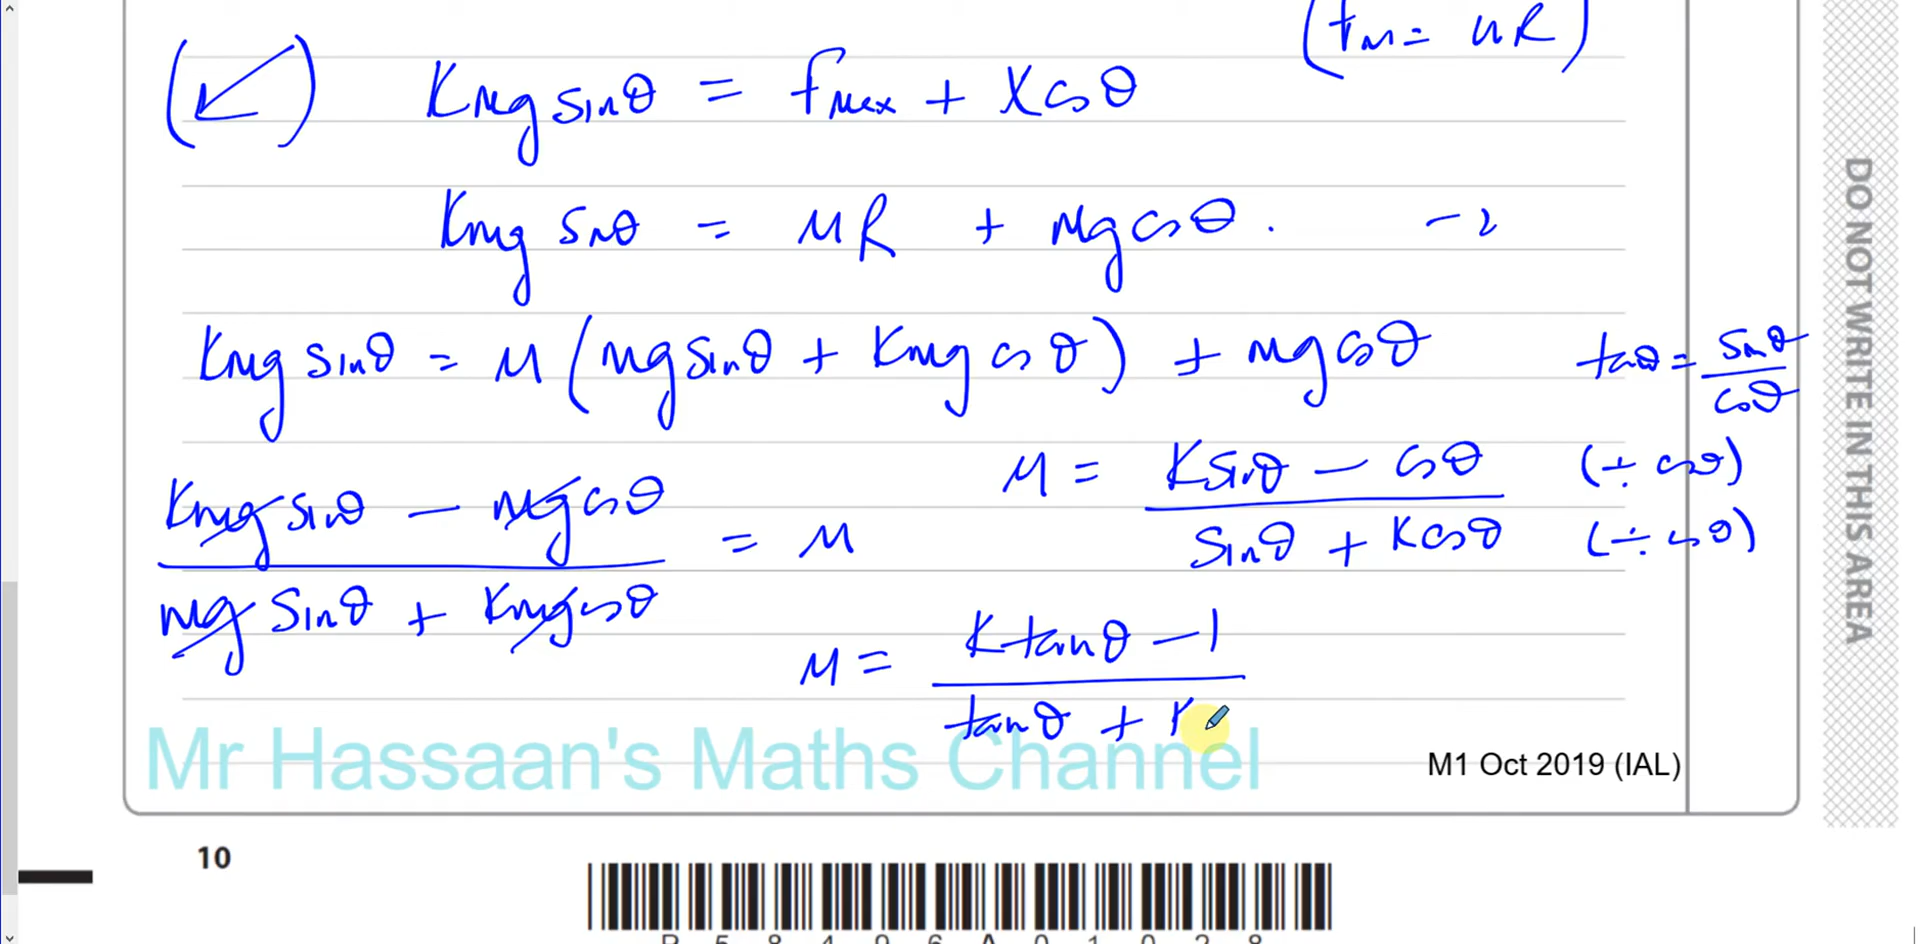 (Fₘ = μR)
(↙) Kmg sinθ = Fmax + X cosθ
Kmg sinθ = μR + mg cosθ. — 2
Kmg sinθ = μ(mg sinθ + Kmg cosθ) + mg cosθ
tanθ = sinθ / cosθ
(Kmg sinθ − mg cosθ) / (mg sinθ + Kmg cosθ) = μ
μ = (K sinθ − cosθ) / (sinθ + K cosθ) (÷ cosθ) (÷ cosθ)
μ = (K tanθ − 1) / (tanθ + K
Mr Hassaan's Maths Channel
M1 Oct 2019 (IAL)
10
DO NOT WRITE IN THIS AREA